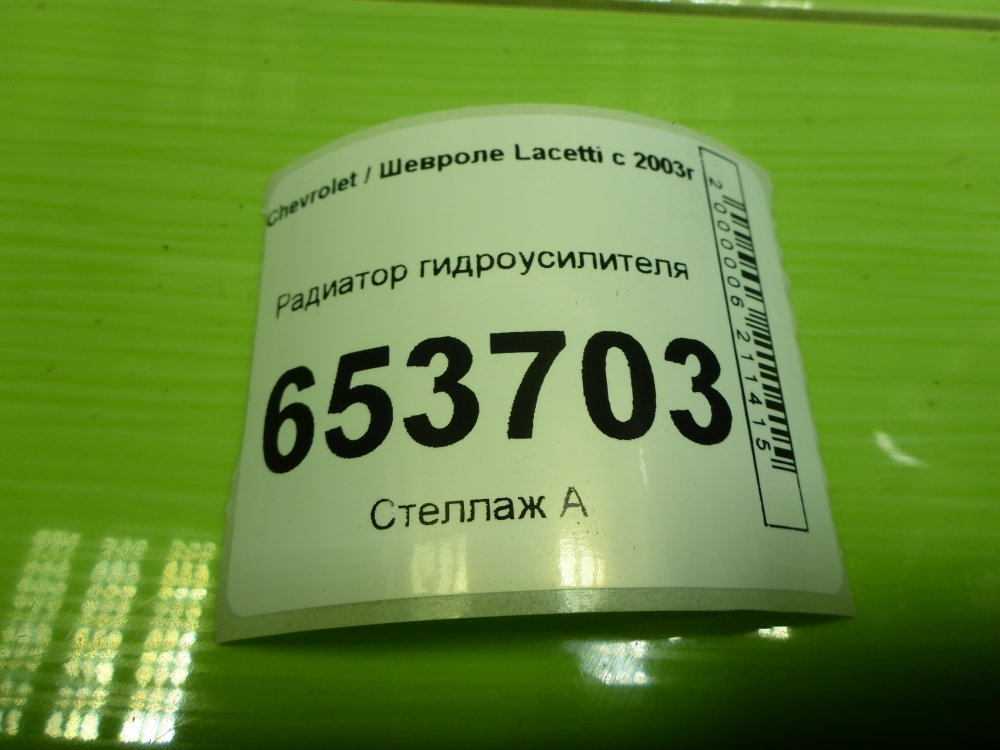 Chevrolet / Шевроле Lacetti с 2003г
Радиатор гидроусилителя
653703
Стеллаж А
2000006211415